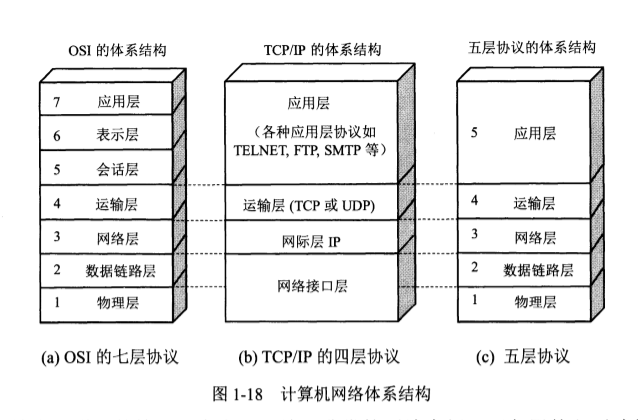 OSI 的体系结构
TCP/IP 的体系结构
五层协议的体系结构
7 应用层
6 表示层
5 会话层
4 运输层
3 网络层
2 数据链路层
1 物理层
应用层
(各种应用层协议如
TELNET, FTP, SMTP 等)
运输层 (TCP 或 UDP)
网际层 IP
网络接口层
5 应用层
4 运输层
3 网络层
2 数据链路层
1 物理层
(a) OSI 的七层协议
(b) TCP/IP 的四层协议
(c) 五层协议
图 1-18 计算机网络体系结构